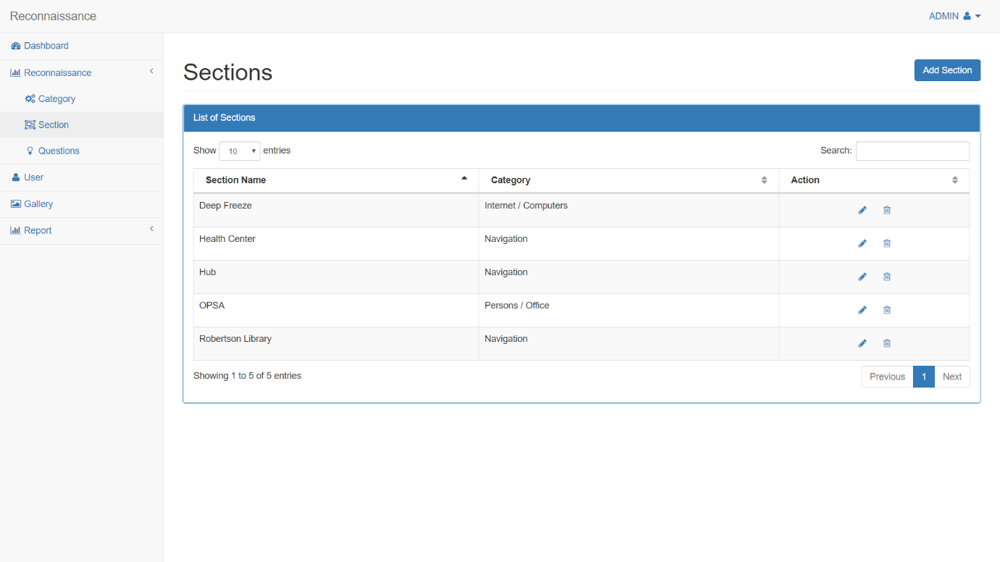 Reconnaissance
ADMIN
Dashboard
Reconnaissance
Category
Section
Questions
User
Gallery
Report
Sections
Add Section
List of Sections
Show 10 entries
Search:
Section Name Category Action
Deep Freeze Internet / Computers
Health Center Navigation
Hub Navigation
OPSA Persons / Office
Robertson Library Navigation
Showing 1 to 5 of 5 entries
Previous 1 Next